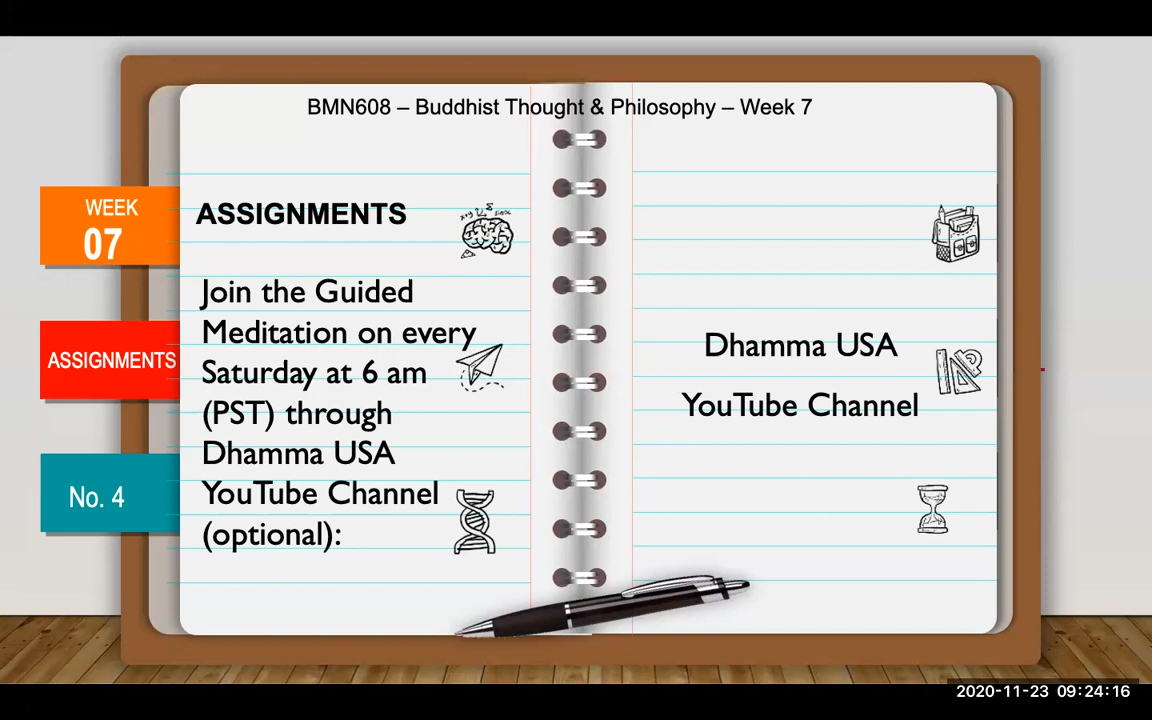 BMN608 – Buddhist Thought & Philosophy – Week 7
WEEK
07
ASSIGNMENTS
No. 4
ASSIGNMENTS
Join the Guided
Meditation on every
Saturday at 6 am
(PST) through
Dhamma USA
YouTube Channel
(optional):
Dhamma USA
YouTube Channel
2020-11-23 09:24:16